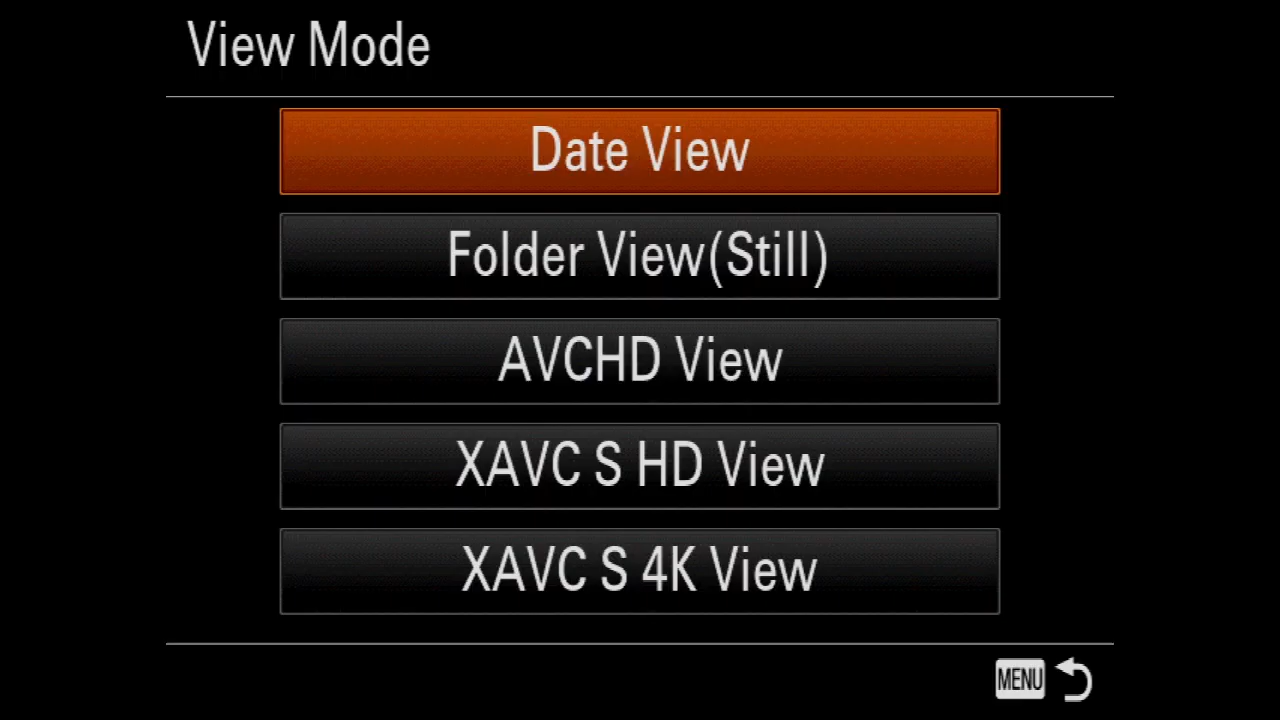 View Mode
Date View
Folder View(Still)
AVCHD View
XAVC S HD View
XAVC S 4K View
MENU